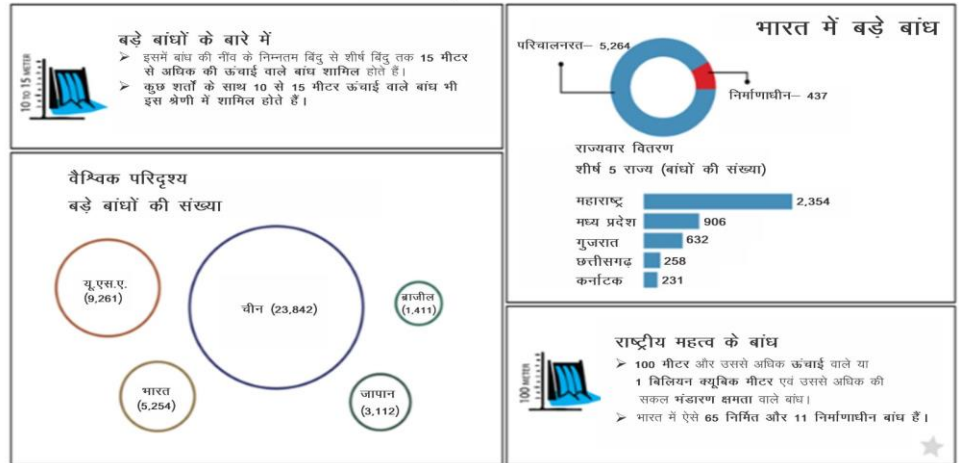 बड़े बांधों के बारे में
➢ इसमें बांध की नींव के निम्नतम बिंदु से शीर्ष बिंदु तक 15 मीटर
से अधिक की ऊंचाई वाले बांध शामिल होते हैं।
➢ कुछ शर्तों के साथ 10 से 15 मीटर ऊंचाई वाले बांध भी
इस श्रेणी में शामिल होते हैं।
10 TO 15 METER
वैश्विक परिदृश्य
बड़े बांधों की संख्या
यू.एस.ए.
(9,261)
चीन (23,842)
ब्राजील
(1,411)
भारत
(5,254)
जापान
(3,112)
भारत में बड़े बांध
परिचालनरत– 5,264
निर्माणाधीन– 437
राज्यवार वितरण
शीर्ष 5 राज्य (बांधों की संख्या)
महाराष्ट्र 2,354
मध्य प्रदेश 906
गुजरात 632
छत्तीसगढ़ 258
कर्नाटक 231
राष्ट्रीय महत्व के बांध
➢ 100 मीटर और उससे अधिक ऊंचाई वाले या
1 बिलियन क्यूबिक मीटर एवं उससे अधिक की
सकल भंडारण क्षमता वाले बांध।
➢ भारत में ऐसे 65 निर्मित और 11 निर्माणाधीन बांध हैं।
100 METER